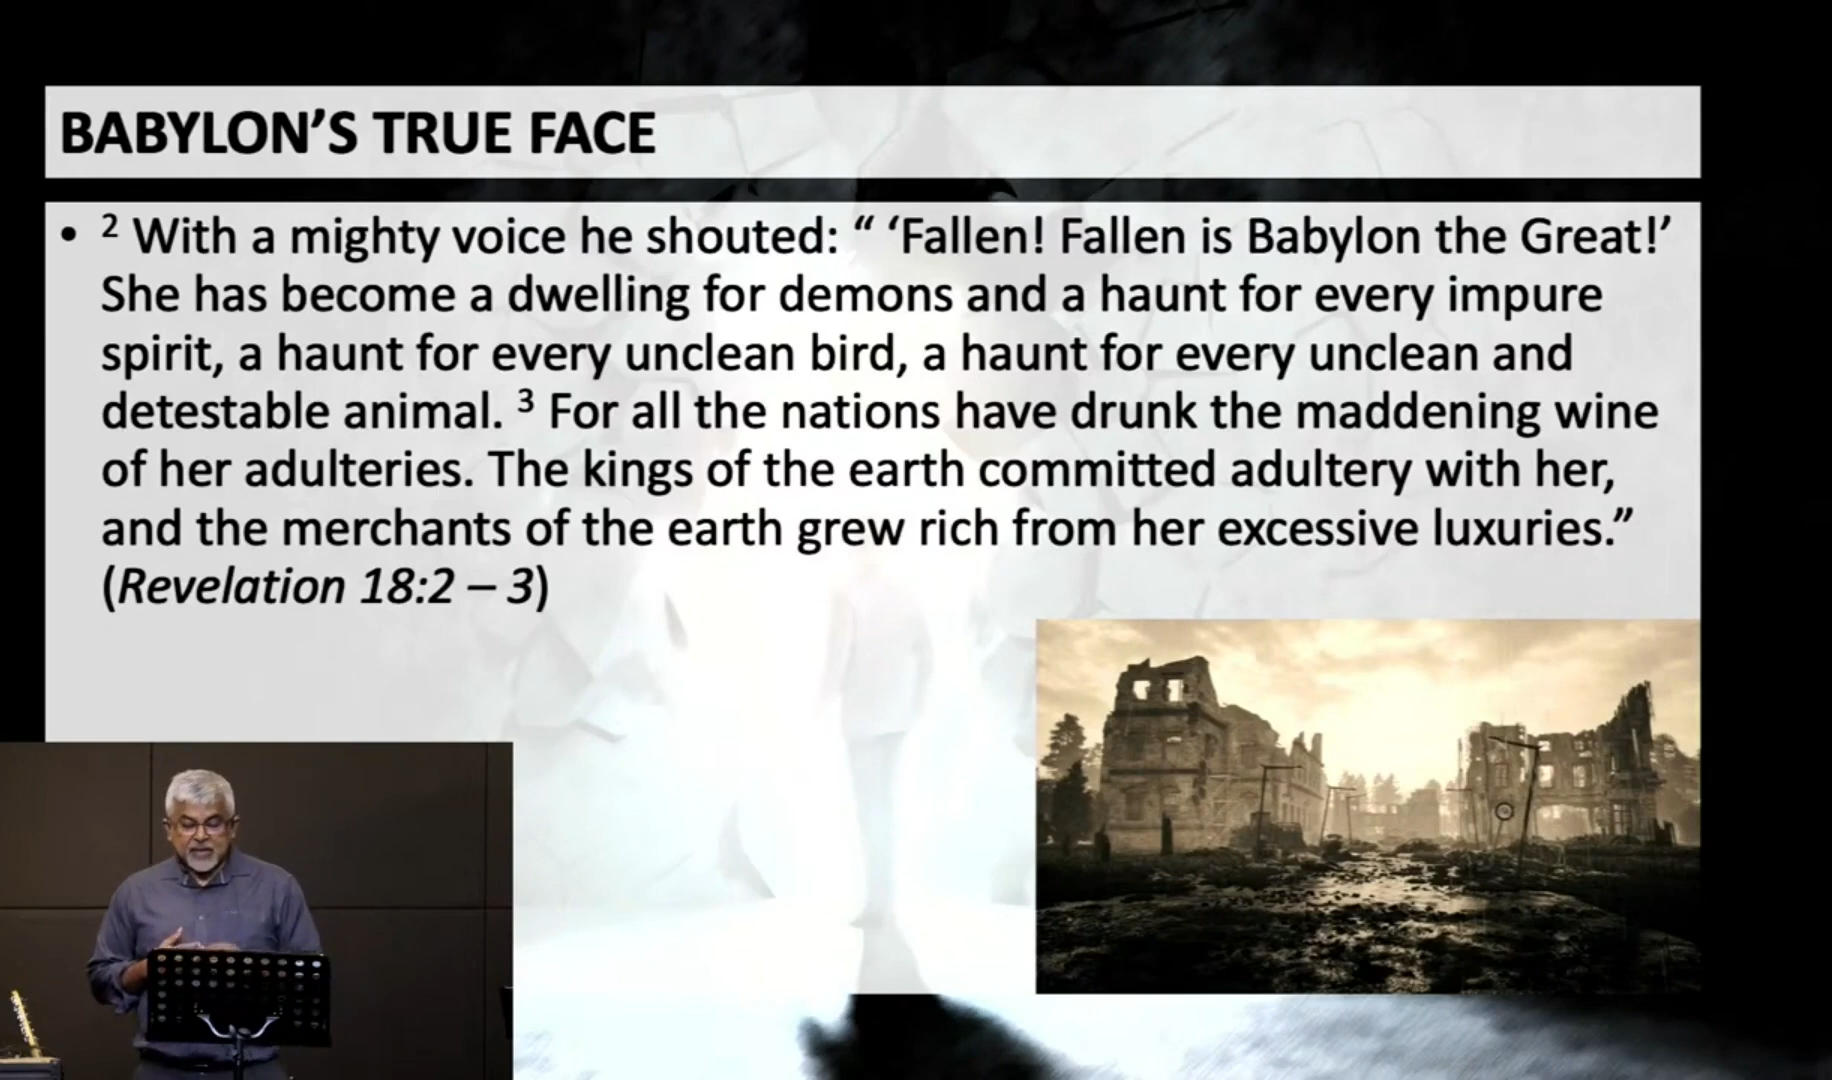 BABYLON’S TRUE FACE
• ² With a mighty voice he shouted: “ ‘Fallen! Fallen is Babylon the Great!’
She has become a dwelling for demons and a haunt for every impure
spirit, a haunt for every unclean bird, a haunt for every unclean and
detestable animal. ³ For all the nations have drunk the maddening wine
of her adulteries. The kings of the earth committed adultery with her,
and the merchants of the earth grew rich from her excessive luxuries.”
(Revelation 18:2 – 3)